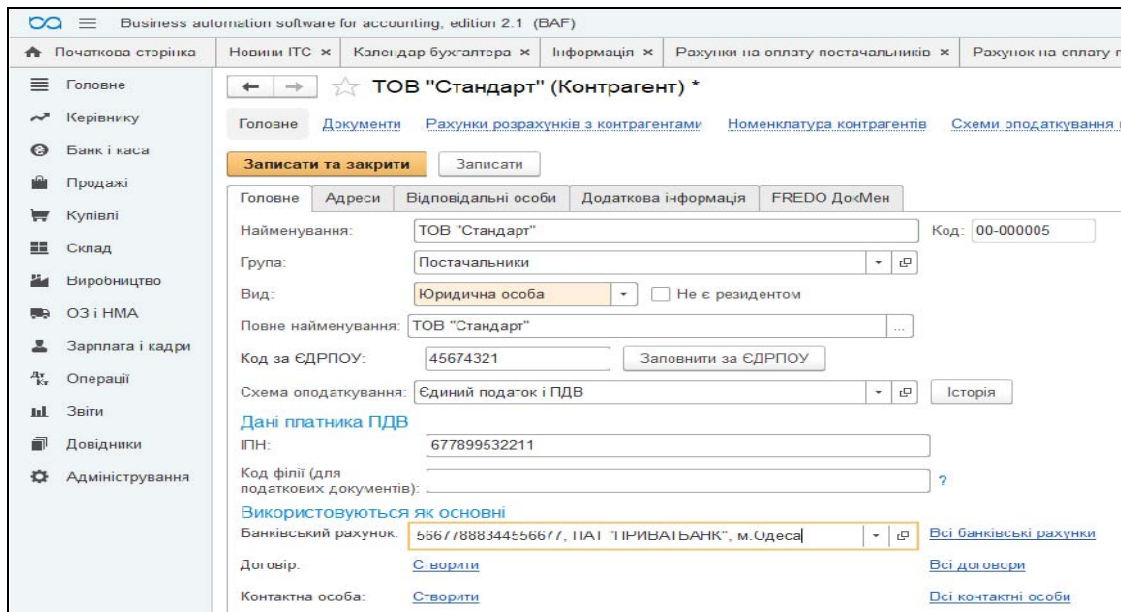 Business automation software for accounting, edition 2.1 (BAF)
Початкова сторінка Новини ІТС × Календар бухгалтера × Інформація × Рахунки на оплату постачальників × Рахунок на оплату п
Головне
Керівнику
Банк і каса
Продажі
Купівлі
Склад
Виробництво
ОЗ і НМА
Зарплата і кадри
Операції
Звіти
Довідники
Адміністрування
ТОВ "Стандарт" (Контрагент) *
Головне Документи Рахунки розрахунків з контрагентами Номенклатура контрагентів Схеми оподаткування
Записати та закрити Записати
Головне Адреси Відповідальні особи Додаткова інформація FREDO ДокМен
Найменування: ТОВ "Стандарт" Код: 00-000005
Група: Постачальники
Вид: Юридична особа Не є резидентом
Повне найменування: ТОВ "Стандарт" ...
Код за ЄДРПОУ: 45674321 Заповнити за ЄДРПОУ
Схема оподаткування: Єдиний податок і ПДВ Історія
Дані платника ПДВ
ІПН: 677899532211
Код філії (для
податкових документів): ?
Використовуються як основні
Банківський рахунок: ПАТ "ПРИВАТБАНК", м.Одеса Всі банківські рахунки
Договір: Створити Всі договори
Контактна особа: Створити Всі контактні особи